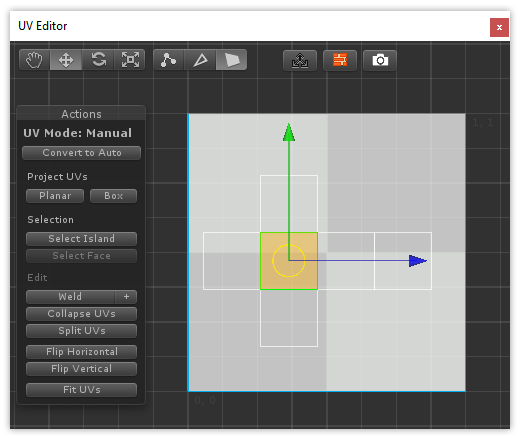 UV Editor
x
Actions
UV Mode: Manual
Convert to Auto
Project UVs
Planar Box
Selection
Select Island
Select Face
Edit
Weld +
Collapse UVs
Split UVs
Flip Horizontal
Flip Vertical
Fit UVs
1, 1
0, 0